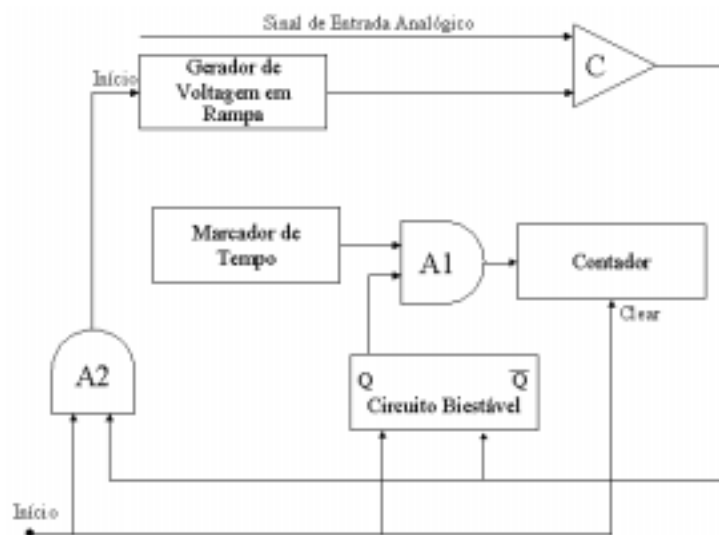 Sinal de Entrada Analógico
Início
Gerador de
Voltagem em
Rampa
C
Marcador de
Tempo
A1
Contador
Clear
A2
Q
Q̅
Circuito Biestável
Início